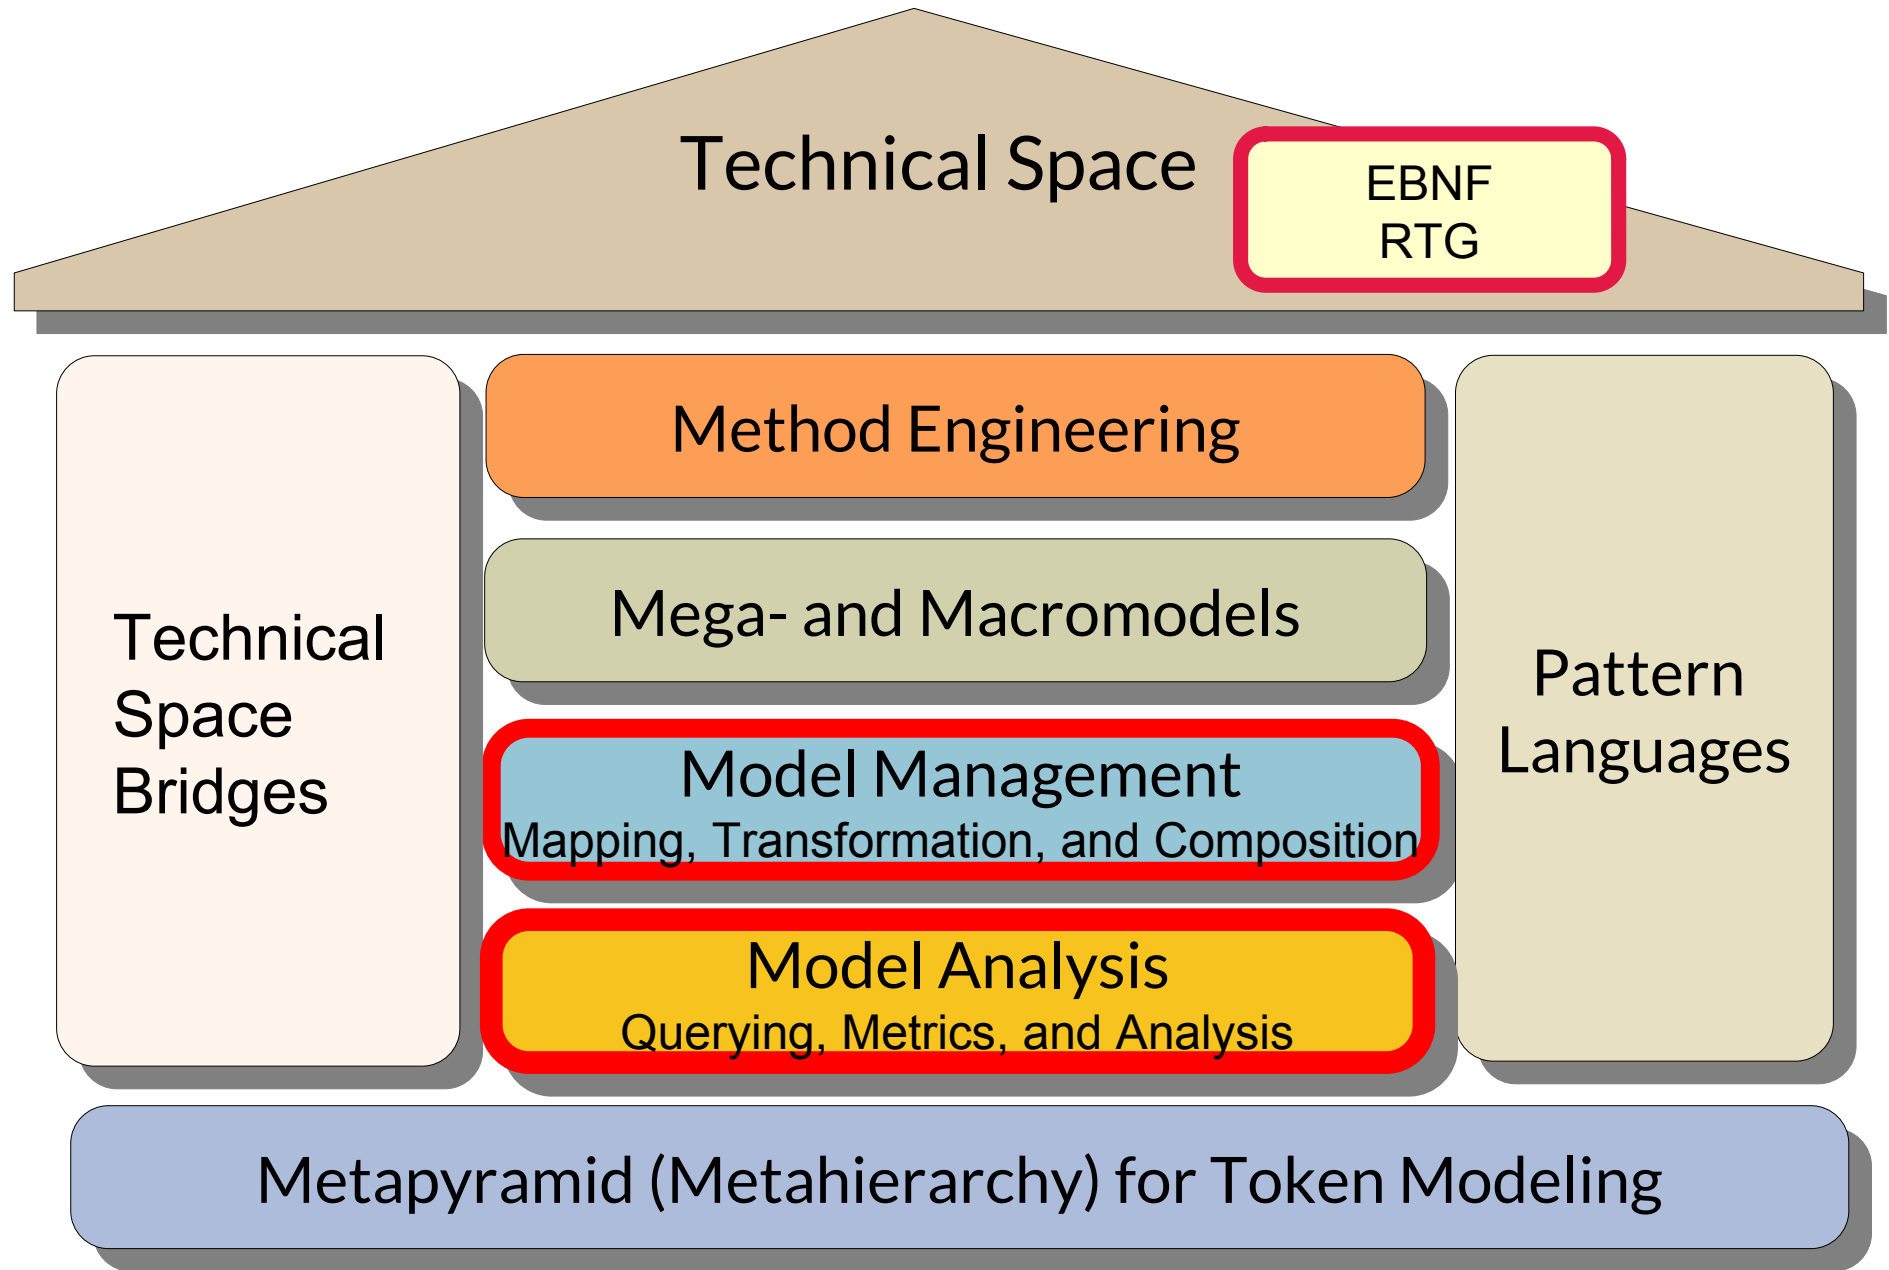 Technical Space
EBNF
RTG
Technical
Space
Bridges
Method Engineering
Mega- and Macromodels
Model Management
Mapping, Transformation, and Composition
Model Analysis
Querying, Metrics, and Analysis
Pattern
Languages
Metapyramid (Metahierarchy) for Token Modeling